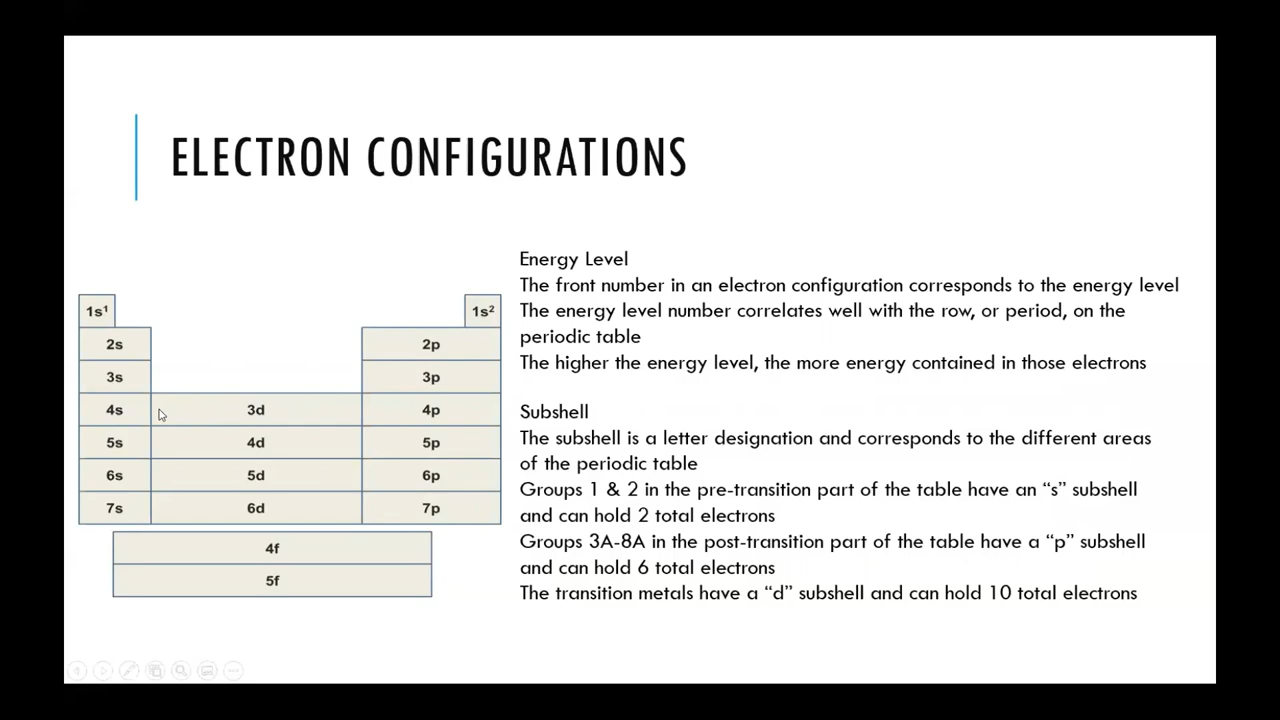 ELECTRON CONFIGURATIONS
1s¹ 1s²
2s 2p
3s 3p
4s 3d 4p
5s 4d 5p
6s 5d 6p
7s 6d 7p
4f
5f
Energy Level
The front number in an electron configuration corresponds to the energy level
The energy level number correlates well with the row, or period, on the
periodic table
The higher the energy level, the more energy contained in those electrons
Subshell
The subshell is a letter designation and corresponds to the different areas
of the periodic table
Groups 1 & 2 in the pre-transition part of the table have an “s” subshell
and can hold 2 total electrons
Groups 3A-8A in the post-transition part of the table have a “p” subshell
and can hold 6 total electrons
The transition metals have a “d” subshell and can hold 10 total electrons